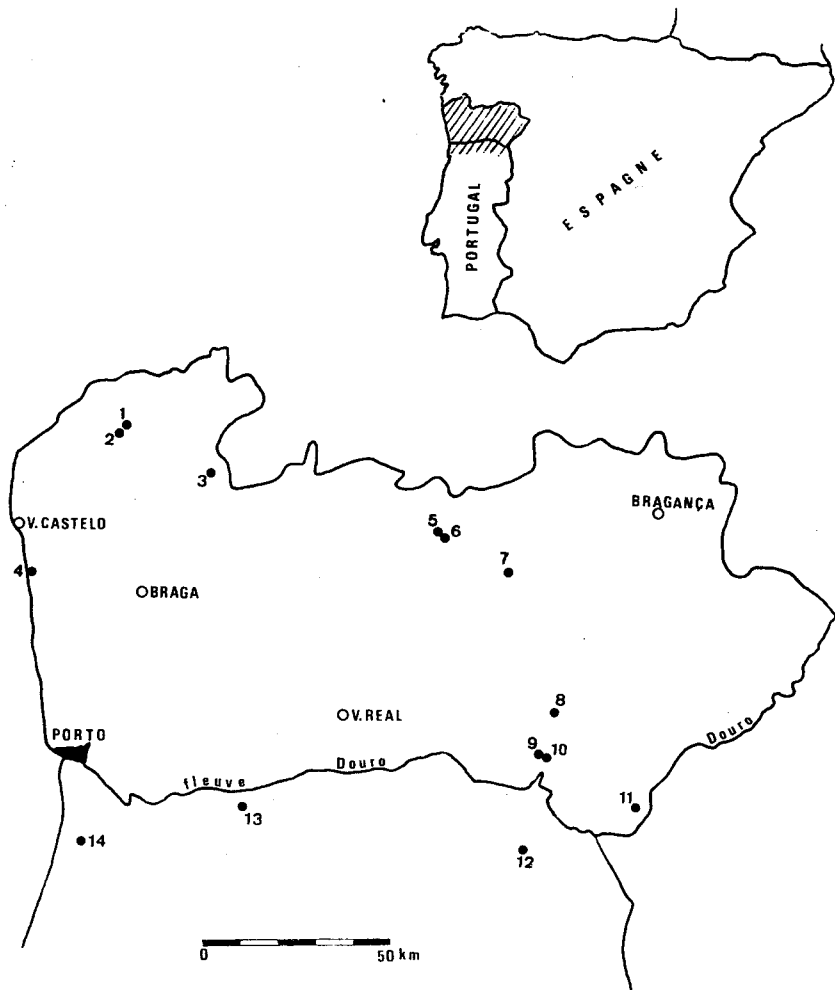 ESPAGNE
PORTUGAL
1
2
3
BRAGANÇA
V. CASTELO
5
6
4
7
BRAGA
8
V. REAL
PORTO
9
10
Douro
Douro
fleuve
11
13
14
12
0
50 km